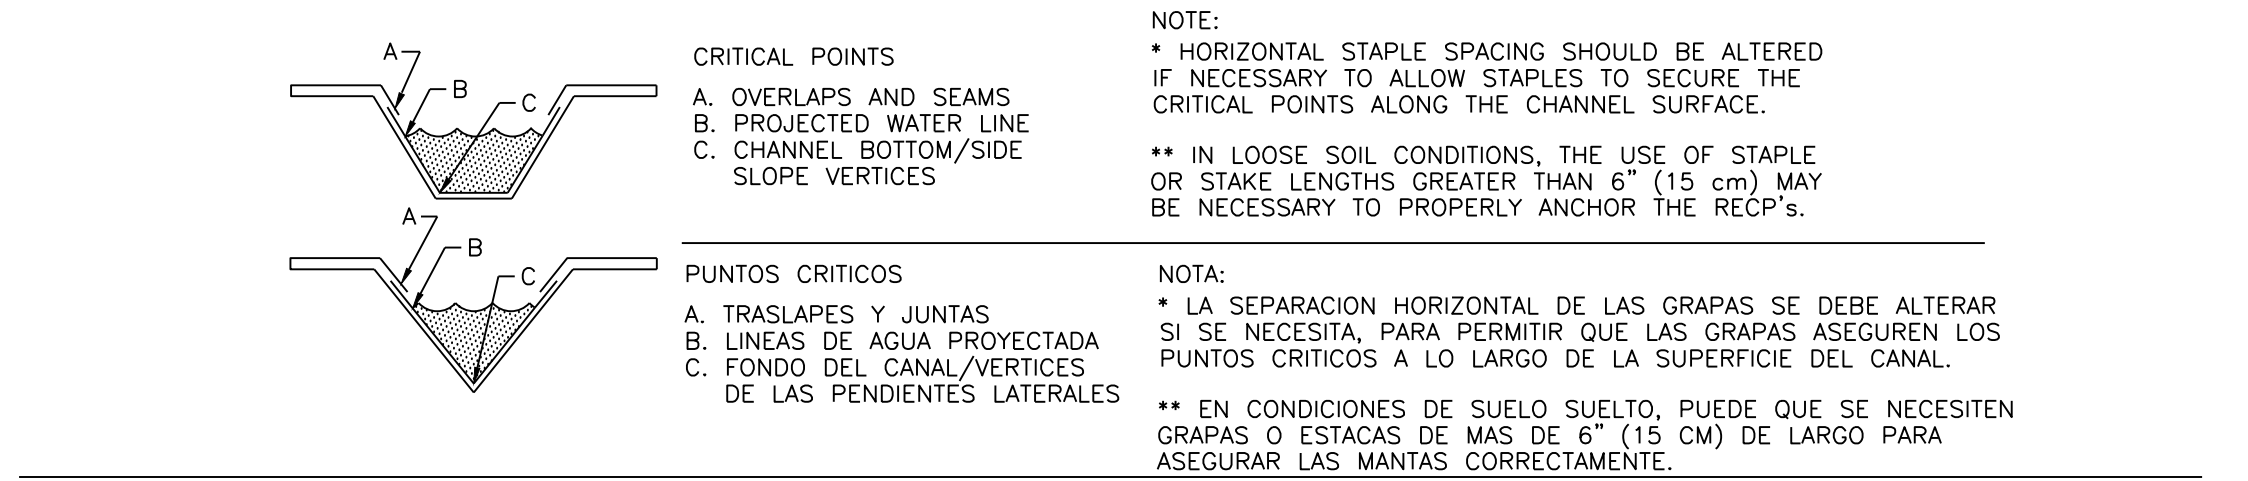 A
B
C
CRITICAL POINTS
A. OVERLAPS AND SEAMS
B. PROJECTED WATER LINE
C. CHANNEL BOTTOM/SIDE
SLOPE VERTICES
NOTE:
* HORIZONTAL STAPLE SPACING SHOULD BE ALTERED
IF NECESSARY TO ALLOW STAPLES TO SECURE THE
CRITICAL POINTS ALONG THE CHANNEL SURFACE.
** IN LOOSE SOIL CONDITIONS, THE USE OF STAPLE
OR STAKE LENGTHS GREATER THAN 6” (15 cm) MAY
BE NECESSARY TO PROPERLY ANCHOR THE RECP's.
A
B
C
PUNTOS CRITICOS
A. TRASLAPES Y JUNTAS
B. LINEAS DE AGUA PROYECTADA
C. FONDO DEL CANAL/VERTICES
DE LAS PENDIENTES LATERALES
NOTA:
* LA SEPARACION HORIZONTAL DE LAS GRAPAS SE DEBE ALTERAR
SI SE NECESITA, PARA PERMITIR QUE LAS GRAPAS ASEGUREN LOS
PUNTOS CRITICOS A LO LARGO DE LA SUPERFICIE DEL CANAL.
** EN CONDICIONES DE SUELO SUELTO, PUEDE QUE SE NECESITEN
GRAPAS O ESTACAS DE MAS DE 6” (15 CM) DE LARGO PARA
ASEGURAR LAS MANTAS CORRECTAMENTE.